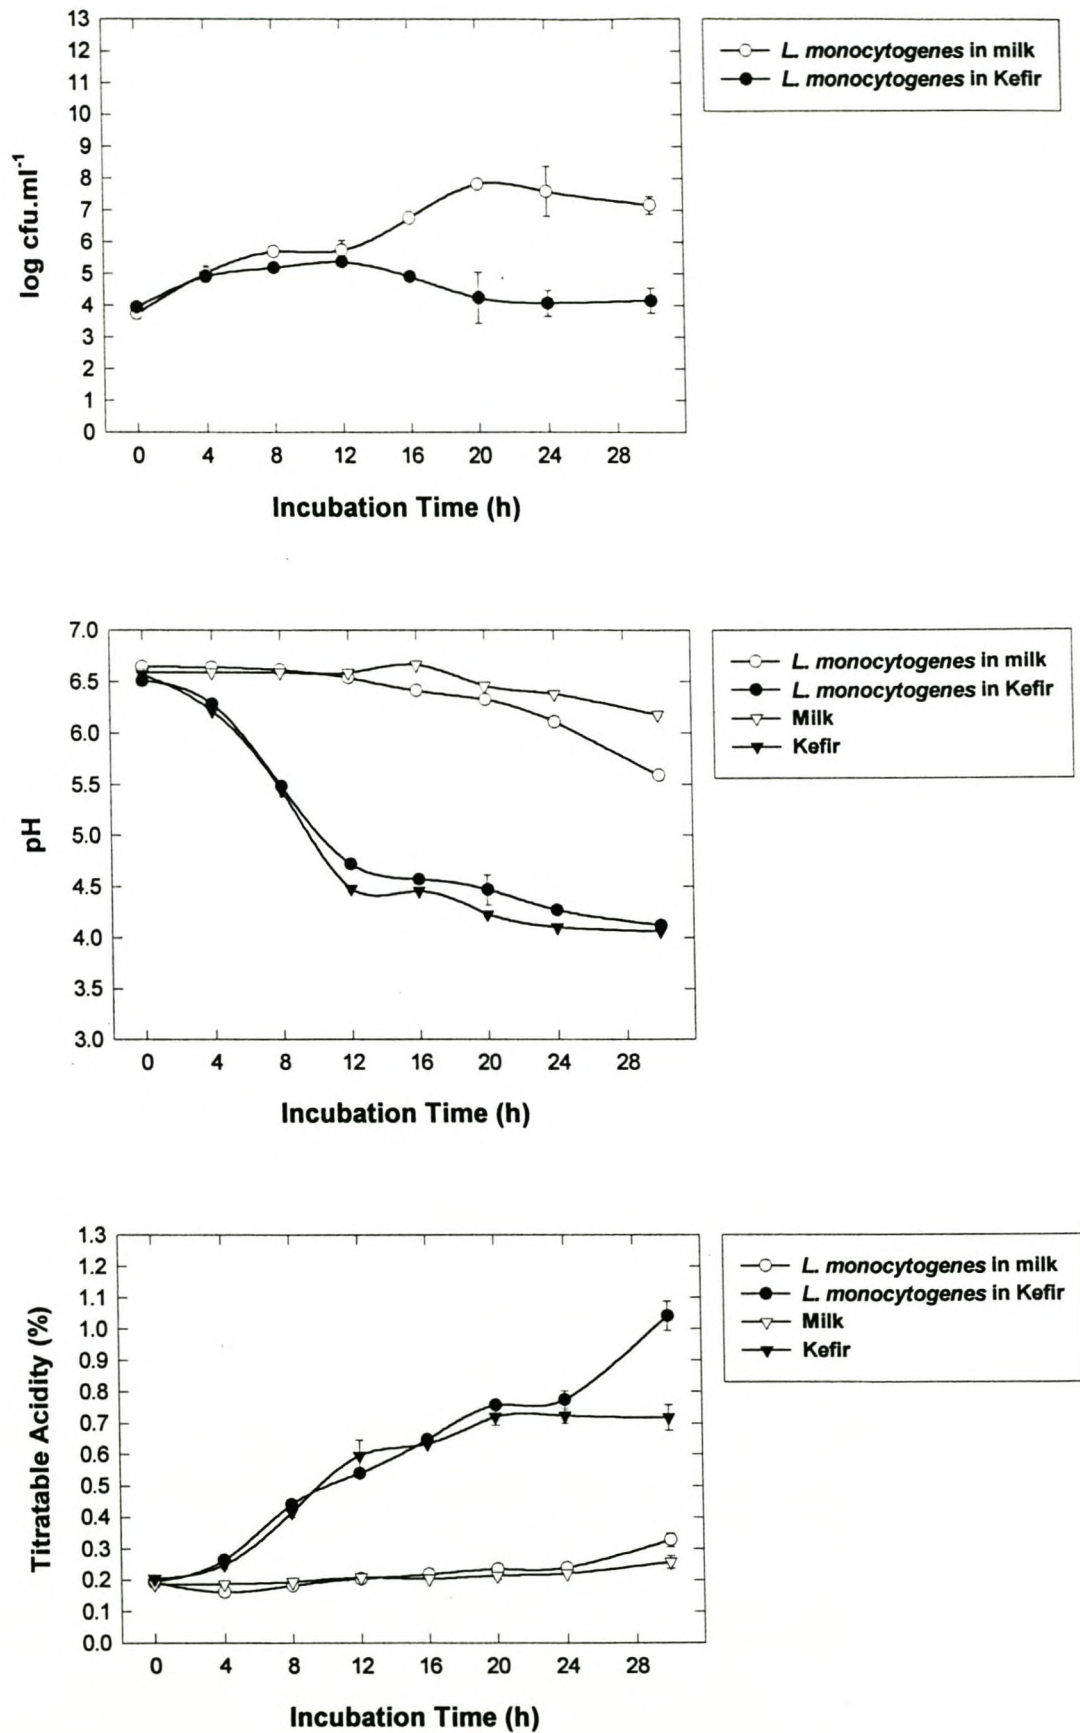 13
12
11
10
9
8
7
6
5
4
3
2
1
0
log cfu.ml⁻¹
0 4 8 12 16 20 24 28
Incubation Time (h)
L. monocytogenes in milk
L. monocytogenes in Kefir
7.0
6.5
6.0
5.5
5.0
4.5
4.0
3.5
3.0
pH
0 4 8 12 16 20 24 28
Incubation Time (h)
L. monocytogenes in milk
L. monocytogenes in Kefir
Milk
Kefir
1.3
1.2
1.1
1.0
0.9
0.8
0.7
0.6
0.5
0.4
0.3
0.2
0.1
0.0
Titratable Acidity (%)
0 4 8 12 16 20 24 28
Incubation Time (h)
L. monocytogenes in milk
L. monocytogenes in Kefir
Milk
Kefir